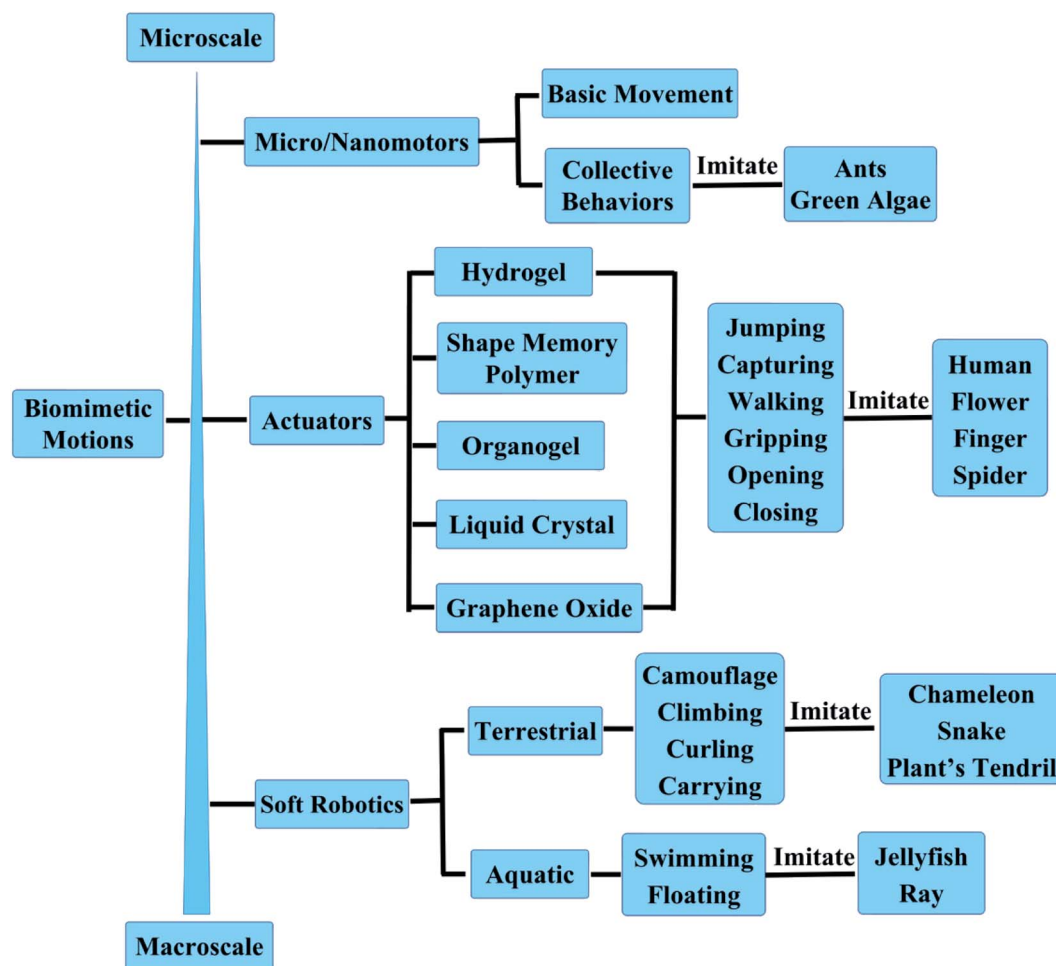 Microscale
Basic Movement
Micro/Nanomotors
Collective
Behaviors
Imitate
Ants
Green Algae
Biomimetic
Motions
Actuators
Hydrogel
Shape Memory
Polymer
Organogel
Liquid Crystal
Graphene Oxide
Jumping
Capturing
Walking
Gripping
Opening
Closing
Imitate
Human
Flower
Finger
Spider
Soft Robotics
Terrestrial
Camouflage
Climbing
Curling
Carrying
Imitate
Chameleon
Snake
Plant's Tendril
Aquatic
Swimming
Floating
Imitate
Jellyfish
Ray
Macroscale